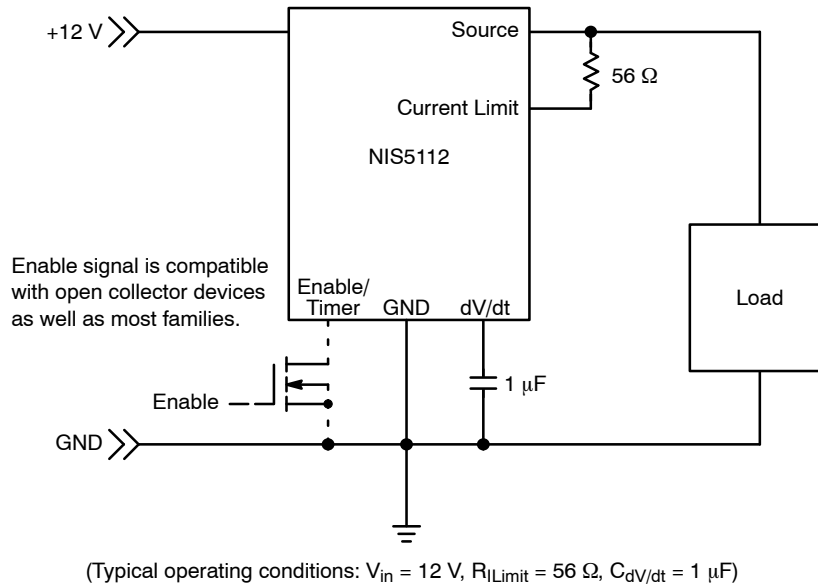 +12 V
Source
56 Ω
Current Limit
NIS5112
Enable signal is compatible
with open collector devices
as well as most families.
Enable/
Timer
GND
dV/dt
Load
1 μF
Enable
GND
(Typical operating conditions: Vin = 12 V, RILimit = 56 Ω, CdV/dt = 1 μF)